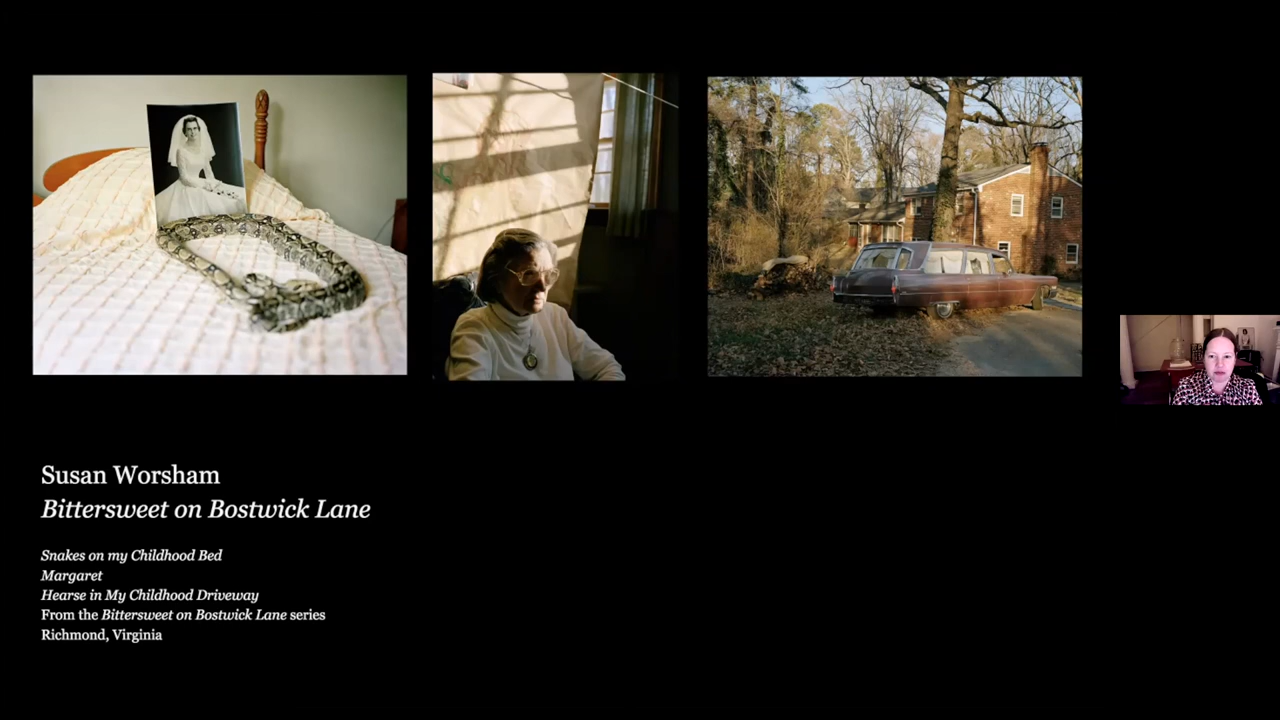 Susan Worsham
Bittersweet on Bostwick Lane
Snakes on my Childhood Bed
Margaret
Hearse in My Childhood Driveway
From the Bittersweet on Bostwick Lane series
Richmond, Virginia